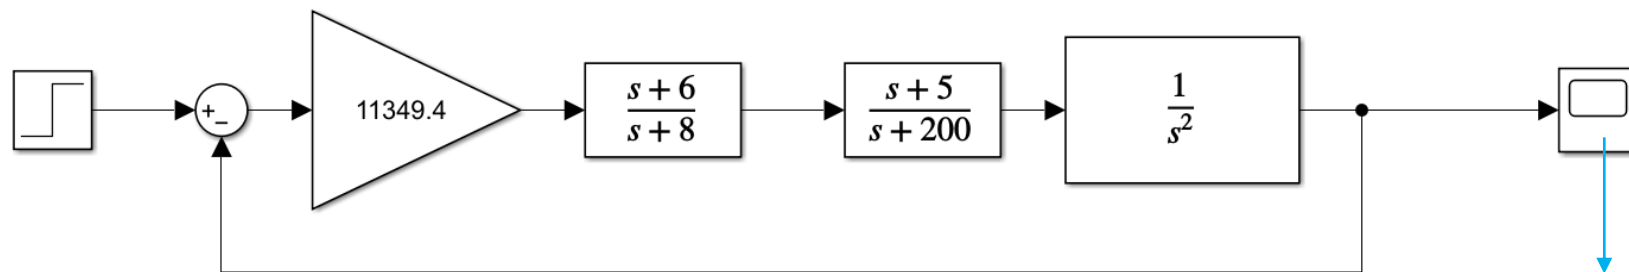 +
−
11349.4
s + 6
s + 8
s + 5
s + 200
1
s²